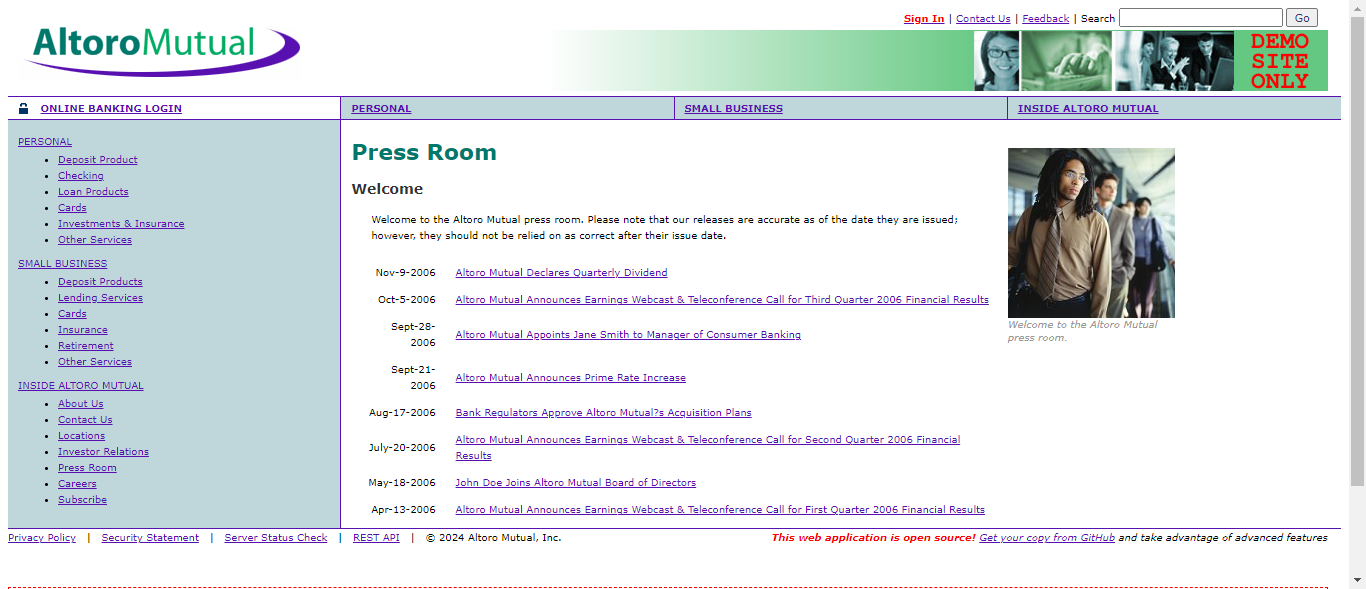 Sign In | Contact Us | Feedback | Search Go
AltoroMutual
DEMO
SITE
ONLY
ONLINE BANKING LOGIN
PERSONAL
SMALL BUSINESS
INSIDE ALTORO MUTUAL
PERSONAL
Deposit Product
Checking
Loan Products
Cards
Investments & Insurance
Other Services
SMALL BUSINESS
Deposit Products
Lending Services
Cards
Insurance
Retirement
Other Services
INSIDE ALTORO MUTUAL
About Us
Contact Us
Locations
Investor Relations
Press Room
Careers
Subscribe
Press Room
Welcome
Welcome to the Altoro Mutual press room. Please note that our releases are accurate as of the date they are issued;
however, they should not be relied on as correct after their issue date.
Nov-9-2006 Altoro Mutual Declares Quarterly Dividend
Oct-5-2006 Altoro Mutual Announces Earnings Webcast & Teleconference Call for Third Quarter 2006 Financial Results
Sept-28-
2006 Altoro Mutual Appoints Jane Smith to Manager of Consumer Banking
Sept-21-
2006 Altoro Mutual Announces Prime Rate Increase
Aug-17-2006 Bank Regulators Approve Altoro Mutual?s Acquisition Plans
July-20-2006 Altoro Mutual Announces Earnings Webcast & Teleconference Call for Second Quarter 2006 Financial
Results
May-18-2006 John Doe Joins Altoro Mutual Board of Directors
Apr-13-2006 Altoro Mutual Announces Earnings Webcast & Teleconference Call for First Quarter 2006 Financial Results
Welcome to the Altoro Mutual
press room.
Privacy Policy | Security Statement | Server Status Check | REST API | © 2024 Altoro Mutual, Inc.
This web application is open source! Get your copy from GitHub and take advantage of advanced features